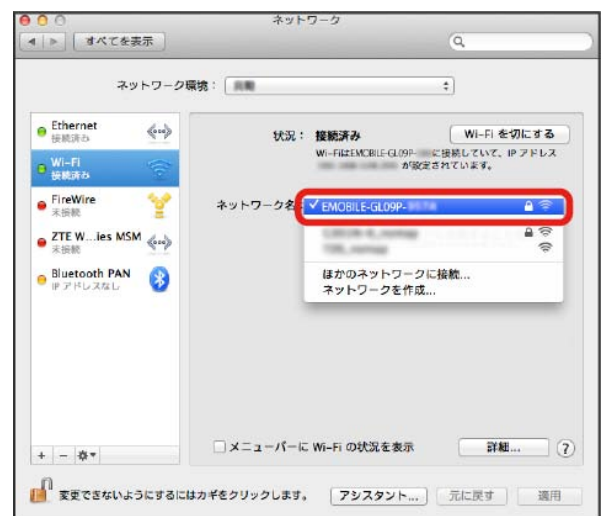 ネットワーク
すべてを表示
ネットワーク環境：
Ethernet
接続済み
Wi-Fi
接続済み
FireWire
未接続
ZTE W...ies MSM
未接続
Bluetooth PAN
IP アドレスなし
状況： 接続済み Wi-Fi を切にする
Wi-FiはEMOBILE-GL09P- に接続していて、IP アドレス
が設定されています。
ネットワーク名 ✓ EMOBILE-GL09P-
ほかのネットワークに接続...
ネットワークを作成...
メニューバーに Wi-Fi の状況を表示 詳細... ?
変更できないようにするにはカギをクリックします。 アシスタント... 元に戻す 適用